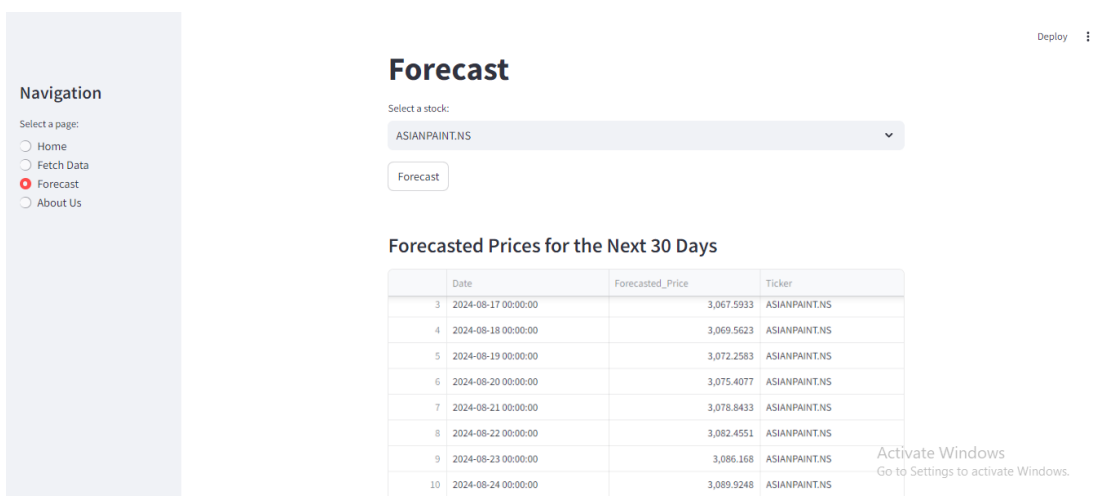 Deploy
Navigation
Select a page:
Home
Fetch Data
Forecast
About Us
Forecast
Select a stock:
ASIANPAINT.NS
Forecast
Forecasted Prices for the Next 30 Days
Date Forecasted_Price Ticker
3 2024-08-17 00:00:00 3,067.5933 ASIANPAINT.NS
4 2024-08-18 00:00:00 3,069.5623 ASIANPAINT.NS
5 2024-08-19 00:00:00 3,072.2583 ASIANPAINT.NS
6 2024-08-20 00:00:00 3,075.4077 ASIANPAINT.NS
7 2024-08-21 00:00:00 3,078.8433 ASIANPAINT.NS
8 2024-08-22 00:00:00 3,082.4551 ASIANPAINT.NS
9 2024-08-23 00:00:00 3,086.168 ASIANPAINT.NS
10 2024-08-24 00:00:00 3,089.9248 ASIANPAINT.NS
Activate Windows
Go to Settings to activate Windows.